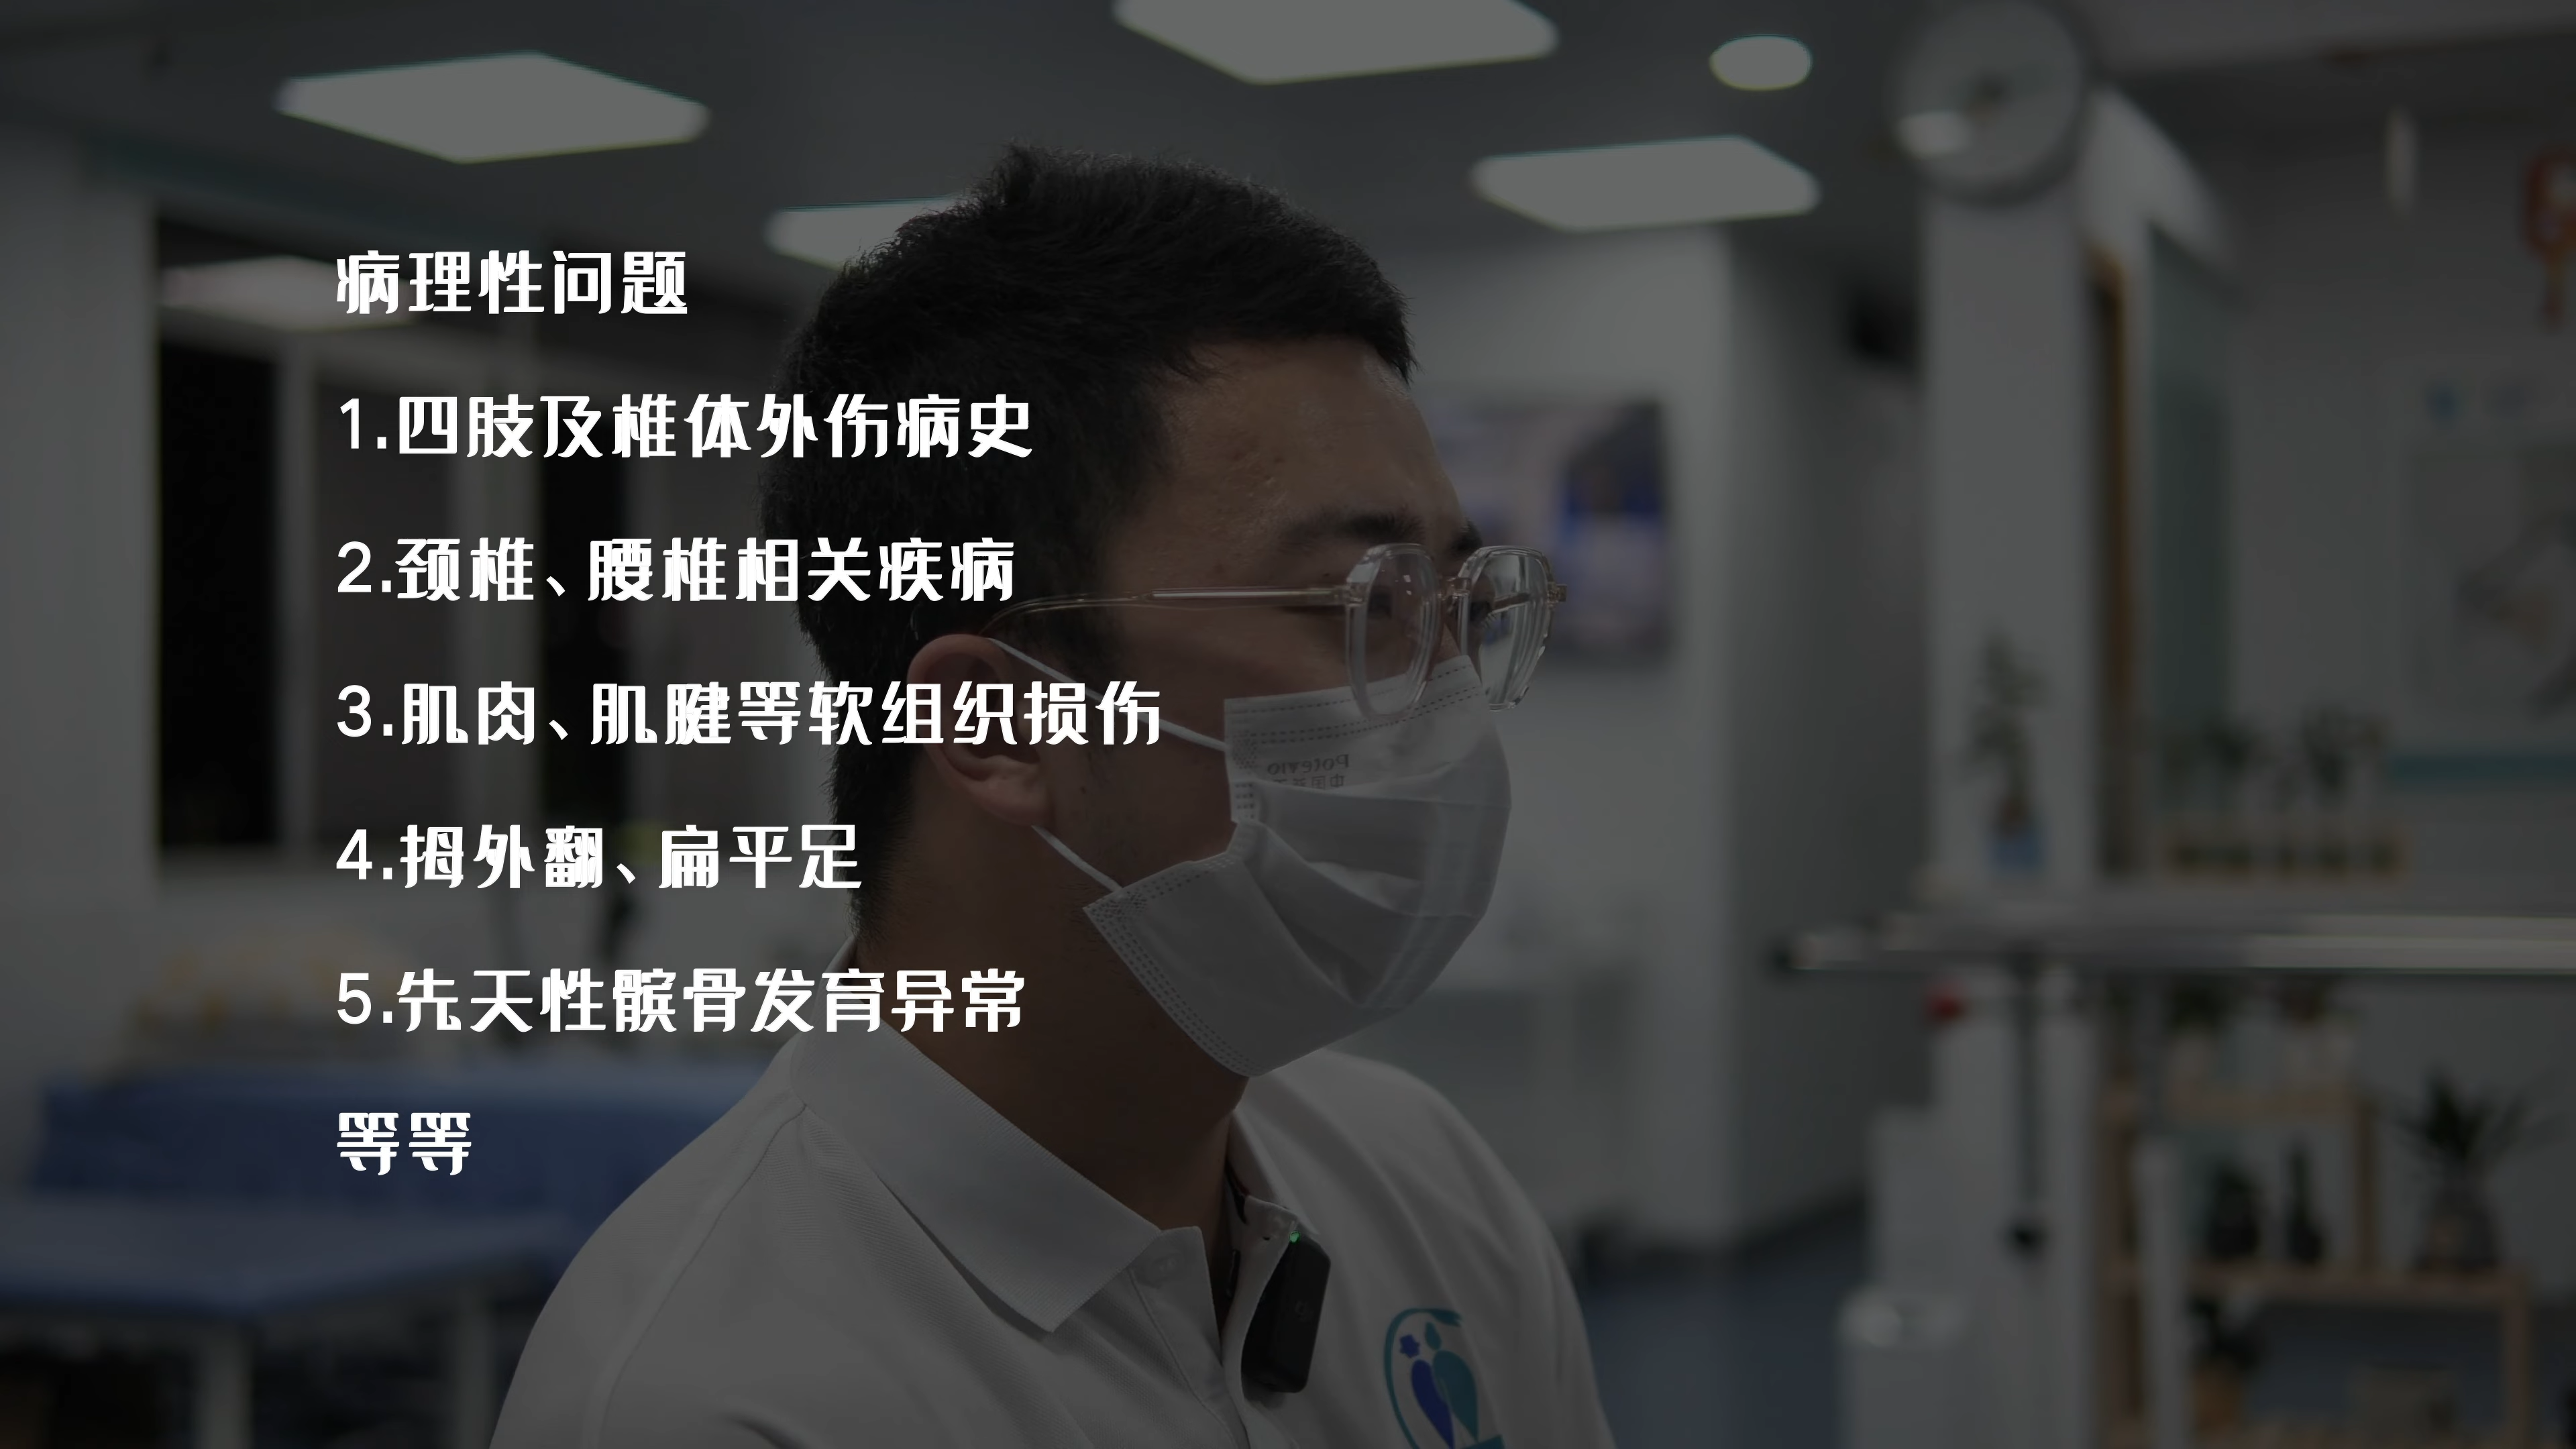 病理性问题
1.四肢及椎体外伤病史
2.颈椎、腰椎相关疾病
3.肌肉、肌腱等软组织损伤
4.拇外翻、扁平足
5.先天性髌骨发育异常
等等